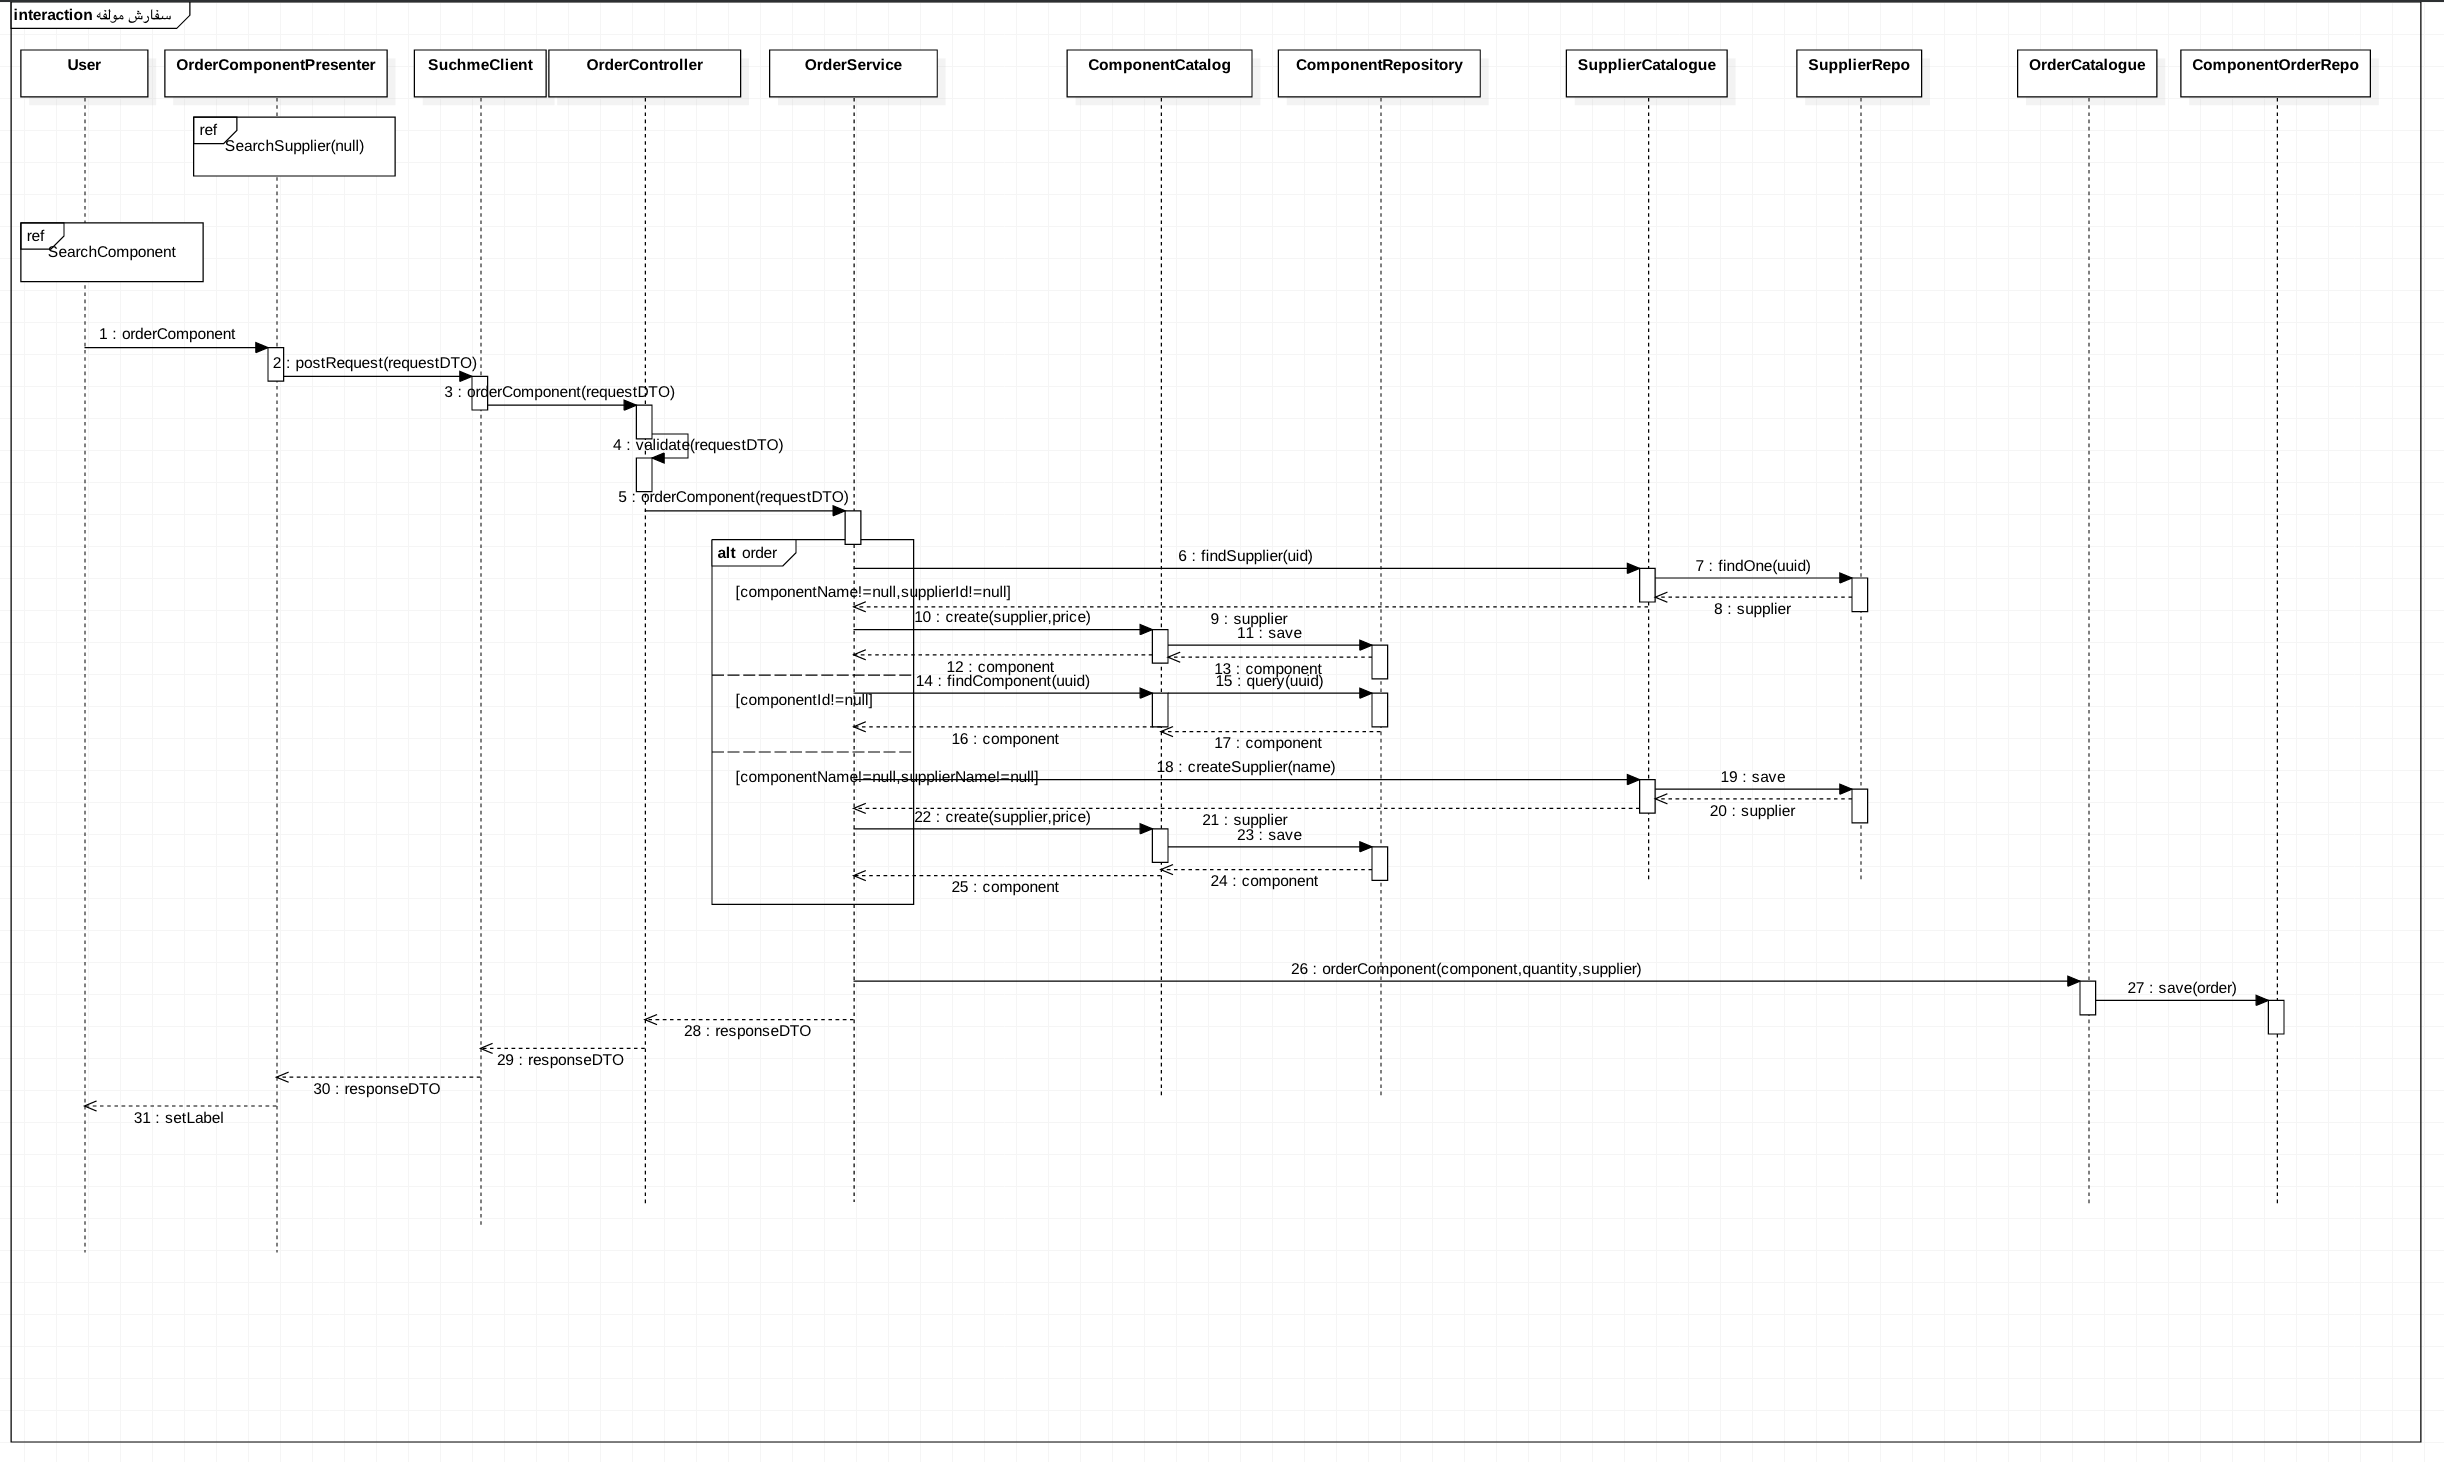 interaction سفارش مولفه
User
OrderComponentPresenter
SuchmeClient
OrderController
OrderService
ComponentCatalog
ComponentRepository
SupplierCatalogue
SupplierRepo
OrderCatalogue
ComponentOrderRepo
ref
SearchSupplier(null)
ref
SearchComponent
1 : orderComponent
2 : postRequest(requestDTO)
3 : orderComponent(requestDTO)
4 : validate(requestDTO)
5 : orderComponent(requestDTO)
alt order
6 : findSupplier(uid)
7 : findOne(uuid)
[componentName!=null,supplierId!=null]
8 : supplier
9 : supplier
10 : create(supplier,price)
11 : save
12 : component
13 : component
14 : findComponent(uuid)
15 : query(uuid)
[componentId!=null]
16 : component
17 : component
18 : createSupplier(name)
[componentName!=null,supplierName!=null]
19 : save
20 : supplier
21 : supplier
22 : create(supplier,price)
23 : save
24 : component
25 : component
26 : orderComponent(component,quantity,supplier)
27 : save(order)
28 : responseDTO
29 : responseDTO
30 : responseDTO
31 : setLabel